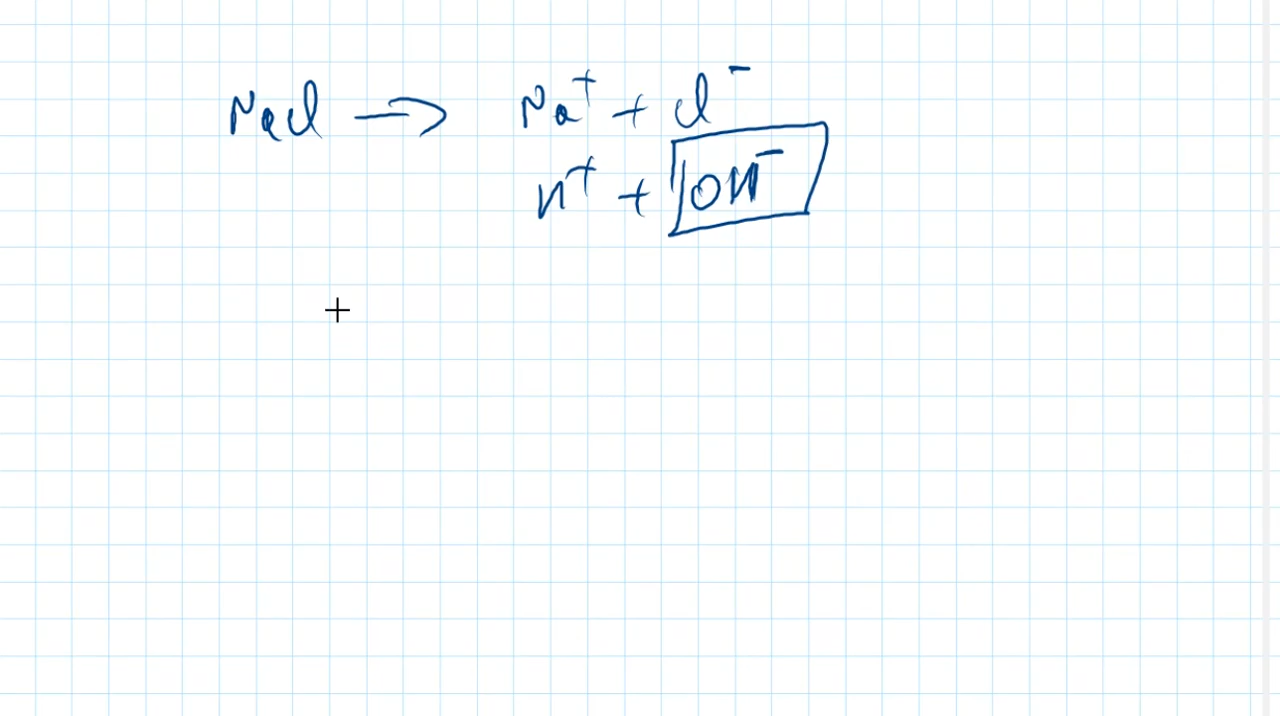 NaCl → Na⁺ + Cl⁻
H⁺ + OH⁻